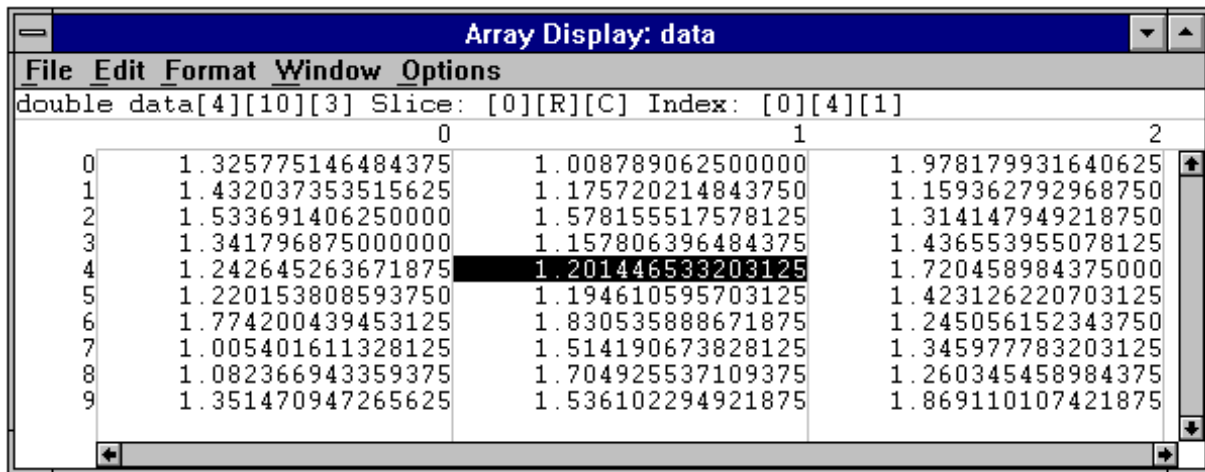 Array Display: data
File Edit Format Window Options
double data[4][10][3] Slice: [0][R][C] Index: [0][4][1]
0 1 2
0 1.325775146484375 1.008789062500000 1.978179931640625
1 1.432037353515625 1.175720214843750 1.159362792968750
2 1.533691406250000 1.578155517578125 1.314147949218750
3 1.341796875000000 1.157806396484375 1.436553955078125
4 1.242645263671875 1.201446533203125 1.720458984375000
5 1.220153808593750 1.194610595703125 1.423126220703125
6 1.774200439453125 1.830535888671875 1.245056152343750
7 1.005401611328125 1.514190673828125 1.345977783203125
8 1.082366943359375 1.704925537109375 1.260345458984375
9 1.351470947265625 1.536102294921875 1.869110107421875